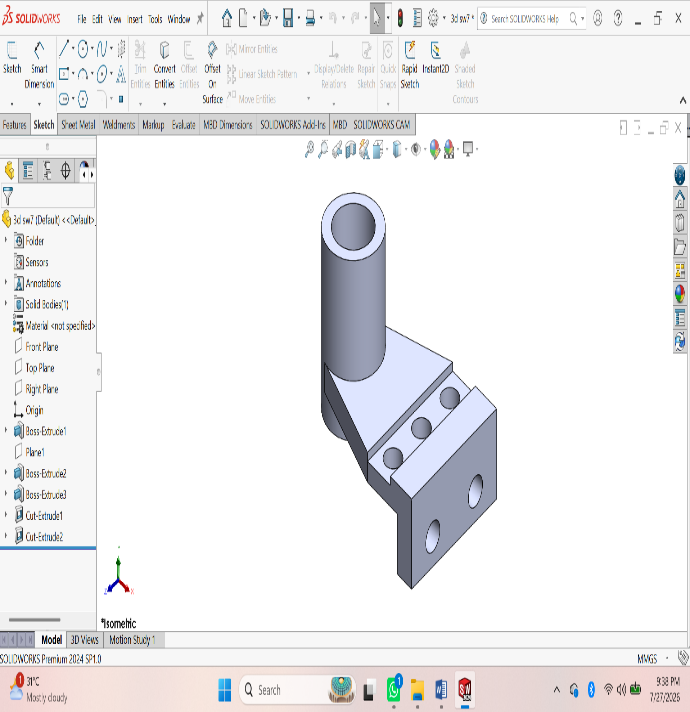 SOLIDWORKS File Edit View Insert Tools Window 3d sw7 * Search SOLIDWORKS Help
Sketch Smart Dimension Trim Entities Convert Entities Offset Entities Offset On Surface Mirror Entities Linear Sketch Pattern Move Entities Display/Delete Relations Repair Sketch Quick Snaps Rapid Sketch Instant2D Shaded Sketch Contours
Features Sketch Sheet Metal Weldments Markup Evaluate MBD Dimensions SOLIDWORKS Add-Ins MBD SOLIDWORKS CAM
3d sw7 (Default) <<Default>
Folder
Sensors
Annotations
Solid Bodies(1)
Material <not specified>
Front Plane
Top Plane
Right Plane
Origin
Boss-Extrude1
Plane1
Boss-Extrude2
Boss-Extrude3
Cut-Extrude1
Cut-Extrude2
*Isometric
Model 3D Views Motion Study 1
SOLIDWORKS Premium 2024 SP1.0 MMGS
1 31°C Search 1 9:38 PM
Mostly cloudy 7/27/2025